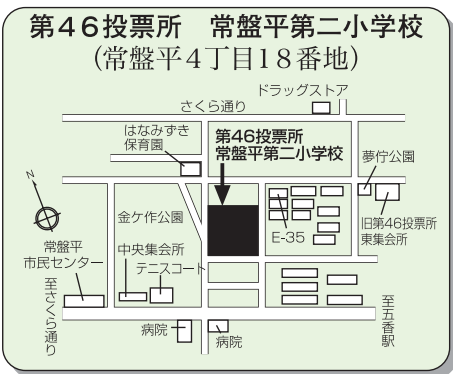 第４６投票所　常盤平第二小学校
（常盤平４丁目１８番地）
ドラッグストア
さくら通り
はなみずき
保育園
第46投票所
常盤平第二小学校
夢佇公園
N
金ケ作公園
旧第46投票所
東集会所
E-35
常盤平
市民センター
中央集会所
テニスコート
至さくら通り
至五香駅
病院
病院